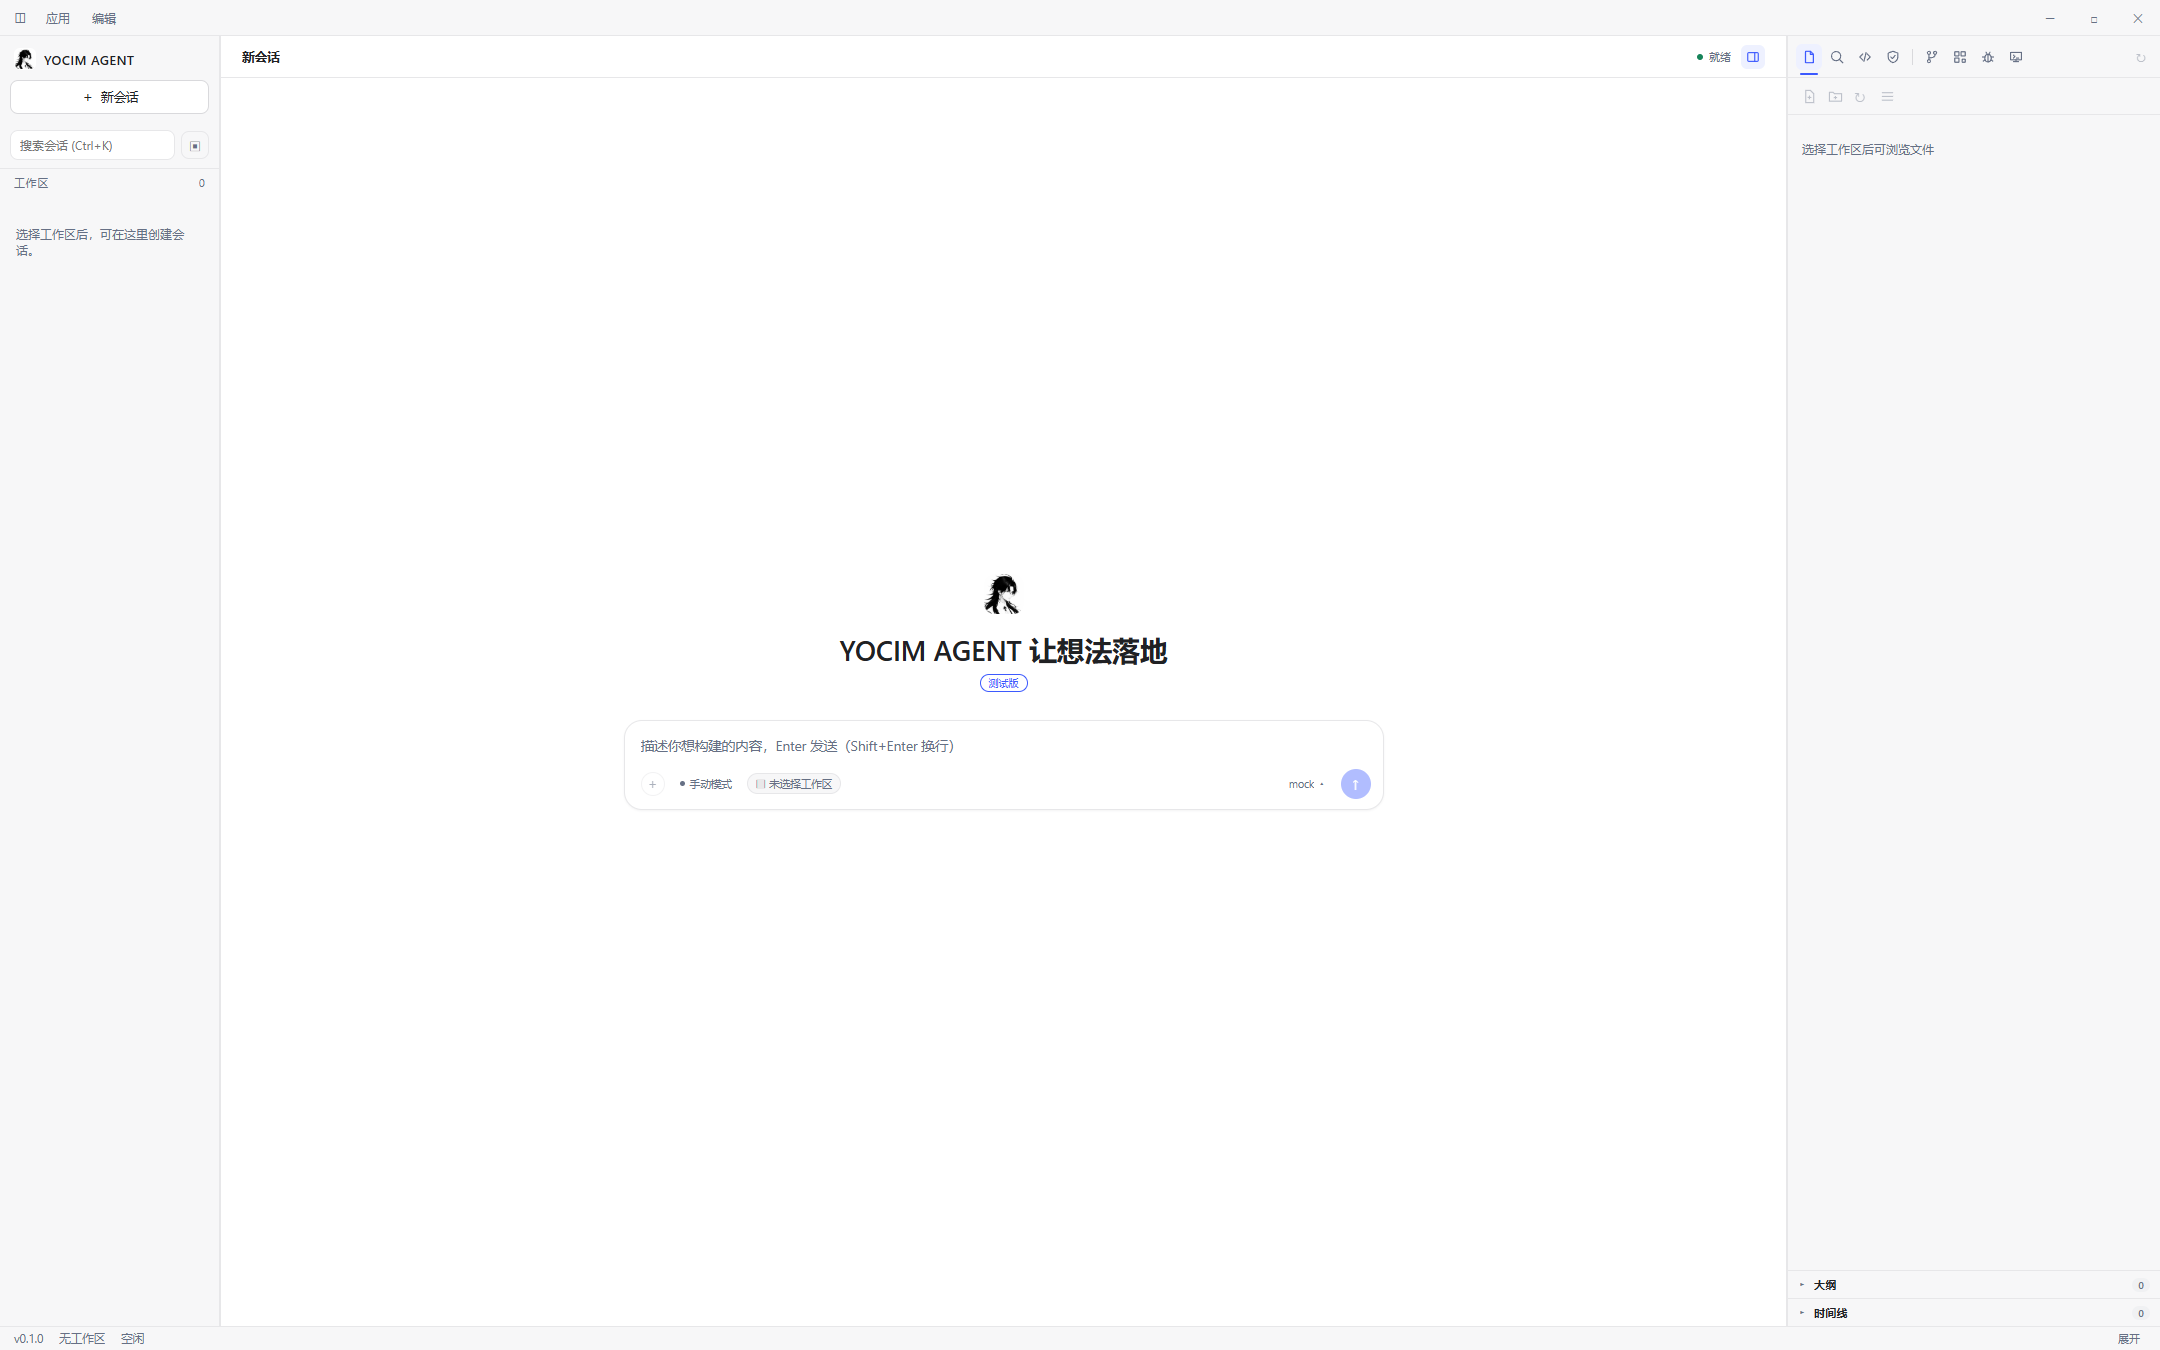 应用 编辑
YOCIM AGENT
+ 新会话
搜索会话 (Ctrl+K)
工作区 0
选择工作区后，可在这里创建会
话。
新会话
就绪
YOCIM AGENT 让想法落地
测试版
描述你想构建的内容，Enter 发送（Shift+Enter 换行）
+ 手动模式 未选择工作区 mock
选择工作区后可浏览文件
大纲 0
时间线 0
v0.1.0 无工作区 空闲 展开